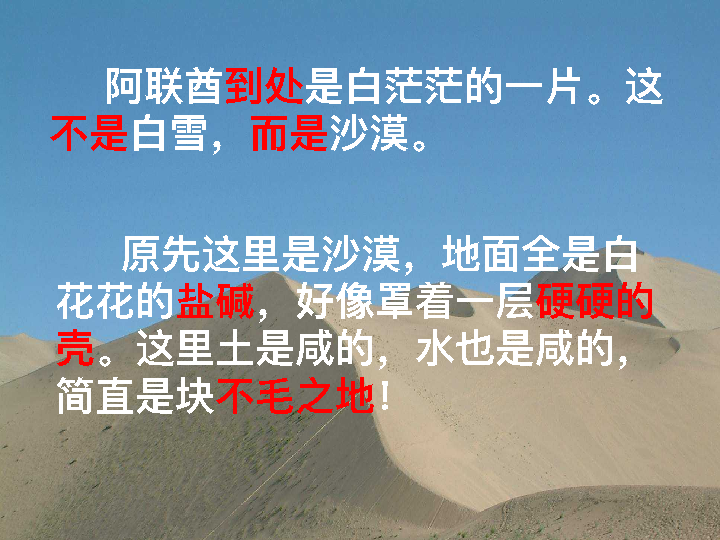 阿联酋到处是白茫茫的一片。这
不是白雪，而是沙漠。
原先这里是沙漠，地面全是白
花花的盐碱，好像罩着一层硬硬的
壳。这里土是咸的，水也是咸的，
简直是块不毛之地！